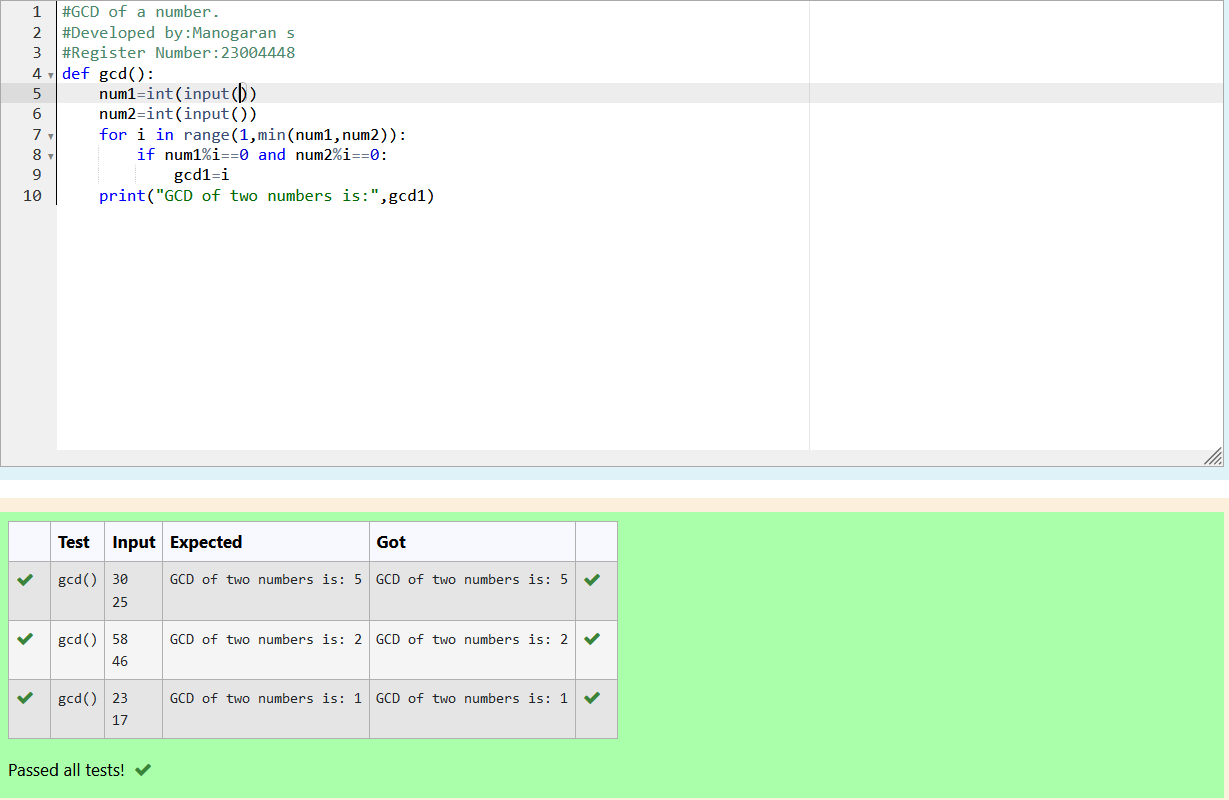 1 #GCD of a number.
2 #Developed by:Manogaran s
3 #Register Number:23004448
4 def gcd():
5     num1=int(input())
6     num2=int(input())
7     for i in range(1,min(num1,num2)):
8         if num1%i==0 and num2%i==0:
9             gcd1=i
10     print("GCD of two numbers is:",gcd1)
Test Input Expected Got
gcd() 30 GCD of two numbers is: 5 GCD of two numbers is: 5
25
gcd() 58 GCD of two numbers is: 2 GCD of two numbers is: 2
46
gcd() 23 GCD of two numbers is: 1 GCD of two numbers is: 1
17
Passed all tests!